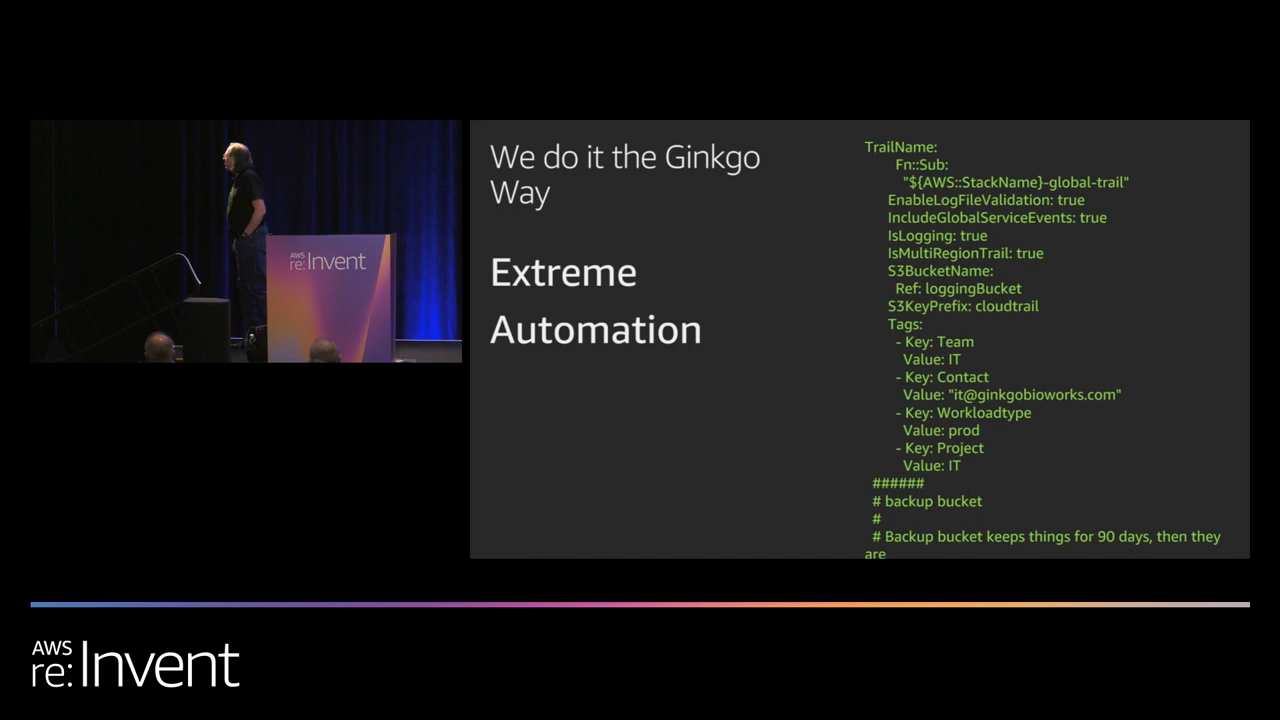 AWS
re:Invent
We do it the Ginkgo
Way
Extreme
Automation
TrailName:
Fn::Sub:
"${AWS::StackName}-global-trail"
EnableLogFileValidation: true
IncludeGlobalServiceEvents: true
IsLogging: true
IsMultiRegionTrail: true
S3BucketName:
Ref: loggingBucket
S3KeyPrefix: cloudtrail
Tags:
- Key: Team
Value: IT
- Key: Contact
Value: "it@ginkgobioworks.com"
- Key: Workloadtype
Value: prod
- Key: Project
Value: IT
######
# backup bucket
#
# Backup bucket keeps things for 90 days, then they
are
AWS
re:Invent